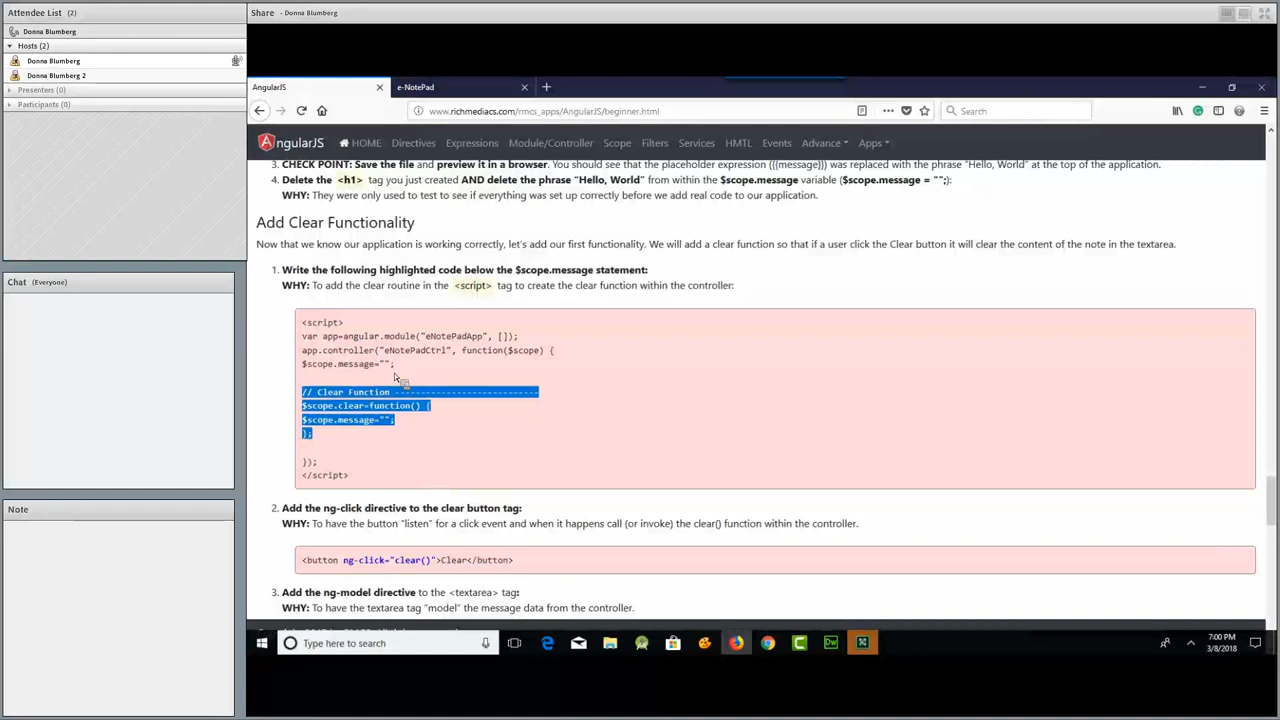 Attendee List (2)
Donna Blumberg
Hosts (2)
Donna Blumberg
Donna Blumberg 2
Presenters (0)
Participants (0)
Chat (Everyone)
Note
Share - Donna Blumberg
AngularJS
e-NotePad
www.richmediacs.com/rmcs_apps/AngularJS/beginner.html
Search
AngularJS HOME Directives Expressions Module/Controller Scope Filters Services HMTL Events Advance Apps
3. CHECK POINT: Save the file and preview it in a browser. You should see that the placeholder expression ({{message}}) was replaced with the phrase "Hello, World" at the top of the application.
4. Delete the <h1> tag you just created AND delete the phrase "Hello, World" from within the $scope.message variable ($scope.message = "";):
WHY: They were only used to test to see if everything was set up correctly before we add real code to our application.
Add Clear Functionality
Now that we know our application is working correctly, let's add our first functionality. We will add a clear function so that if a user click the Clear button it will clear the content of the note in the textarea.
1. Write the following highlighted code below the $scope.message statement:
WHY: To add the clear routine in the <script> tag to create the clear function within the controller:
<script>
var app=angular.module("eNotePadApp", []);
app.controller("eNotePadCtrl", function($scope) {
$scope.message="";
// Clear Function ----------------------------
$scope.clear=function() {
$scope.message="";
};
});
</script>
2. Add the ng-click directive to the clear button tag:
WHY: To have the button "listen" for a click event and when it happens call (or invoke) the clear() function within the controller.
<button ng-click="clear()">Clear</button>
3. Add the ng-model directive to the <textarea> tag:
WHY: To have the textarea tag "model" the message data from the controller.
Type here to search
Dw
7:00 PM
3/8/2018